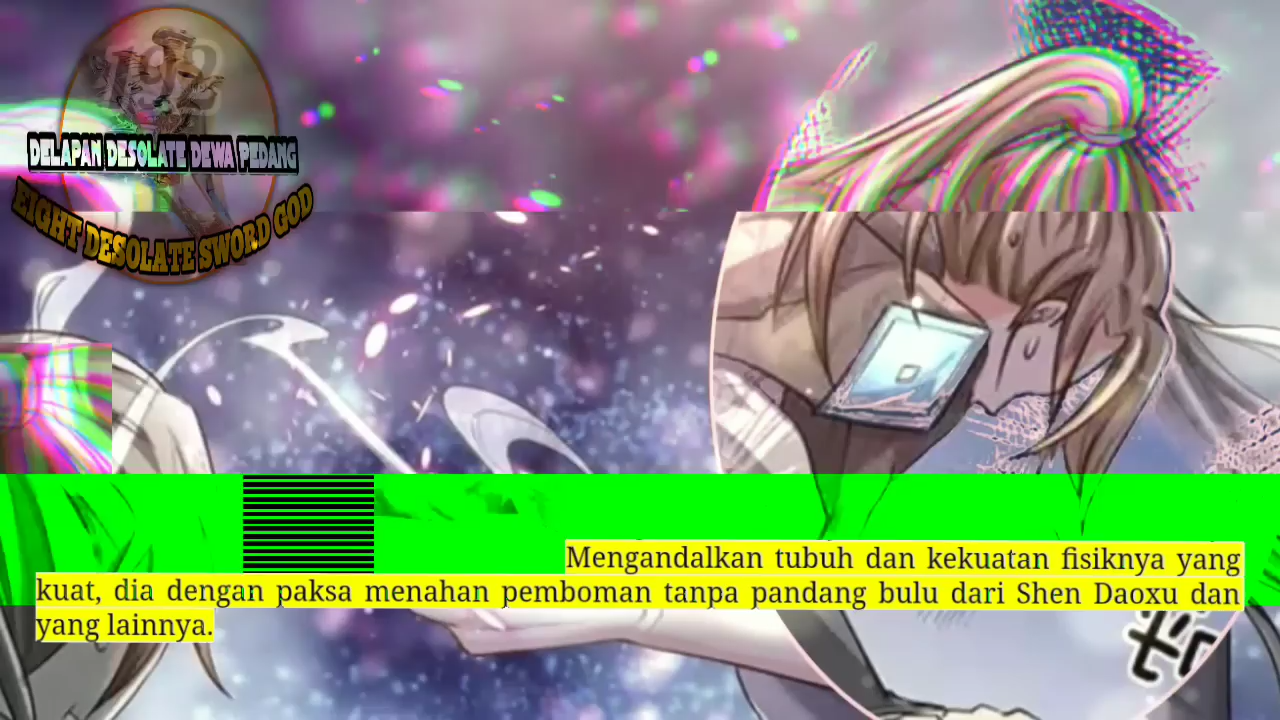 192
DELAPAN DESOLATE DEWA PEDANG
EIGHT DESOLATE SWORD GOD
Mengandalkan tubuh dan kekuatan fisiknya yang
kuat, dia dengan paksa menahan pemboman tanpa pandang bulu dari Shen Daoxu dan
yang lainnya.